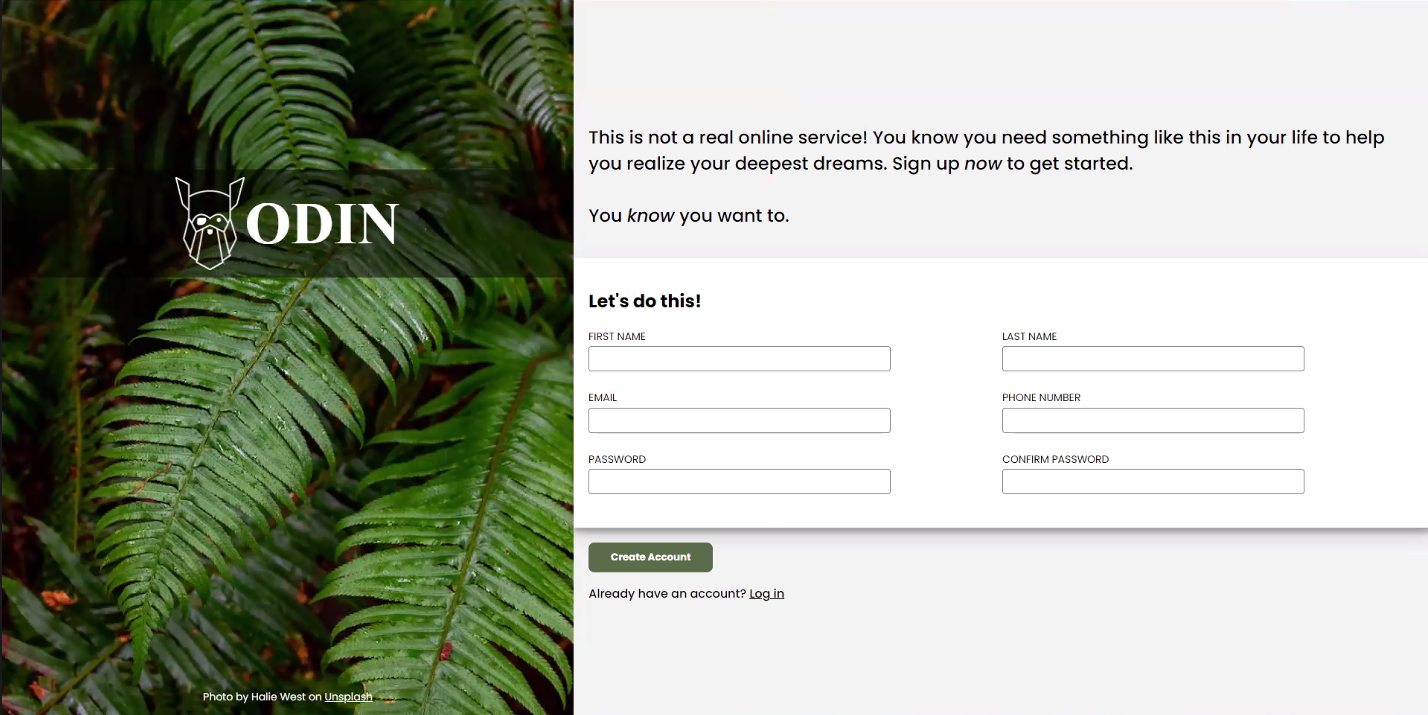 ODIN
Photo by Halie West on Unsplash
This is not a real online service! You know you need something like this in your life to help
you realize your deepest dreams. Sign up now to get started.
You know you want to.
Let's do this!
FIRST NAME
LAST NAME
EMAIL
PHONE NUMBER
PASSWORD
CONFIRM PASSWORD
Create Account
Already have an account? Log in